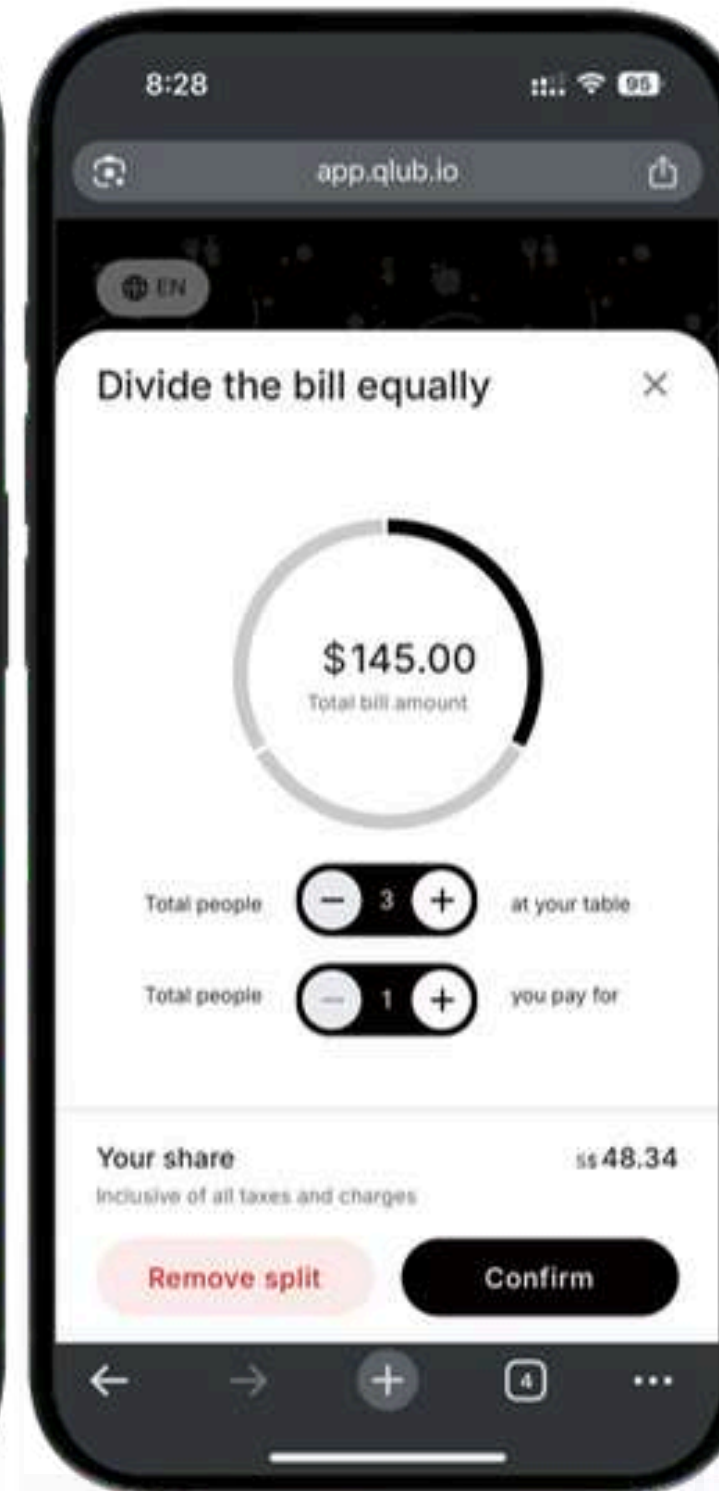 8:28
95
app.qlub.io
EN
Divide the bill equally
$145.00
Total bill amount
Total people 3 at your table
Total people 1 you pay for
Your share S$ 48.34
Inclusive of all taxes and charges
Remove split Confirm
4